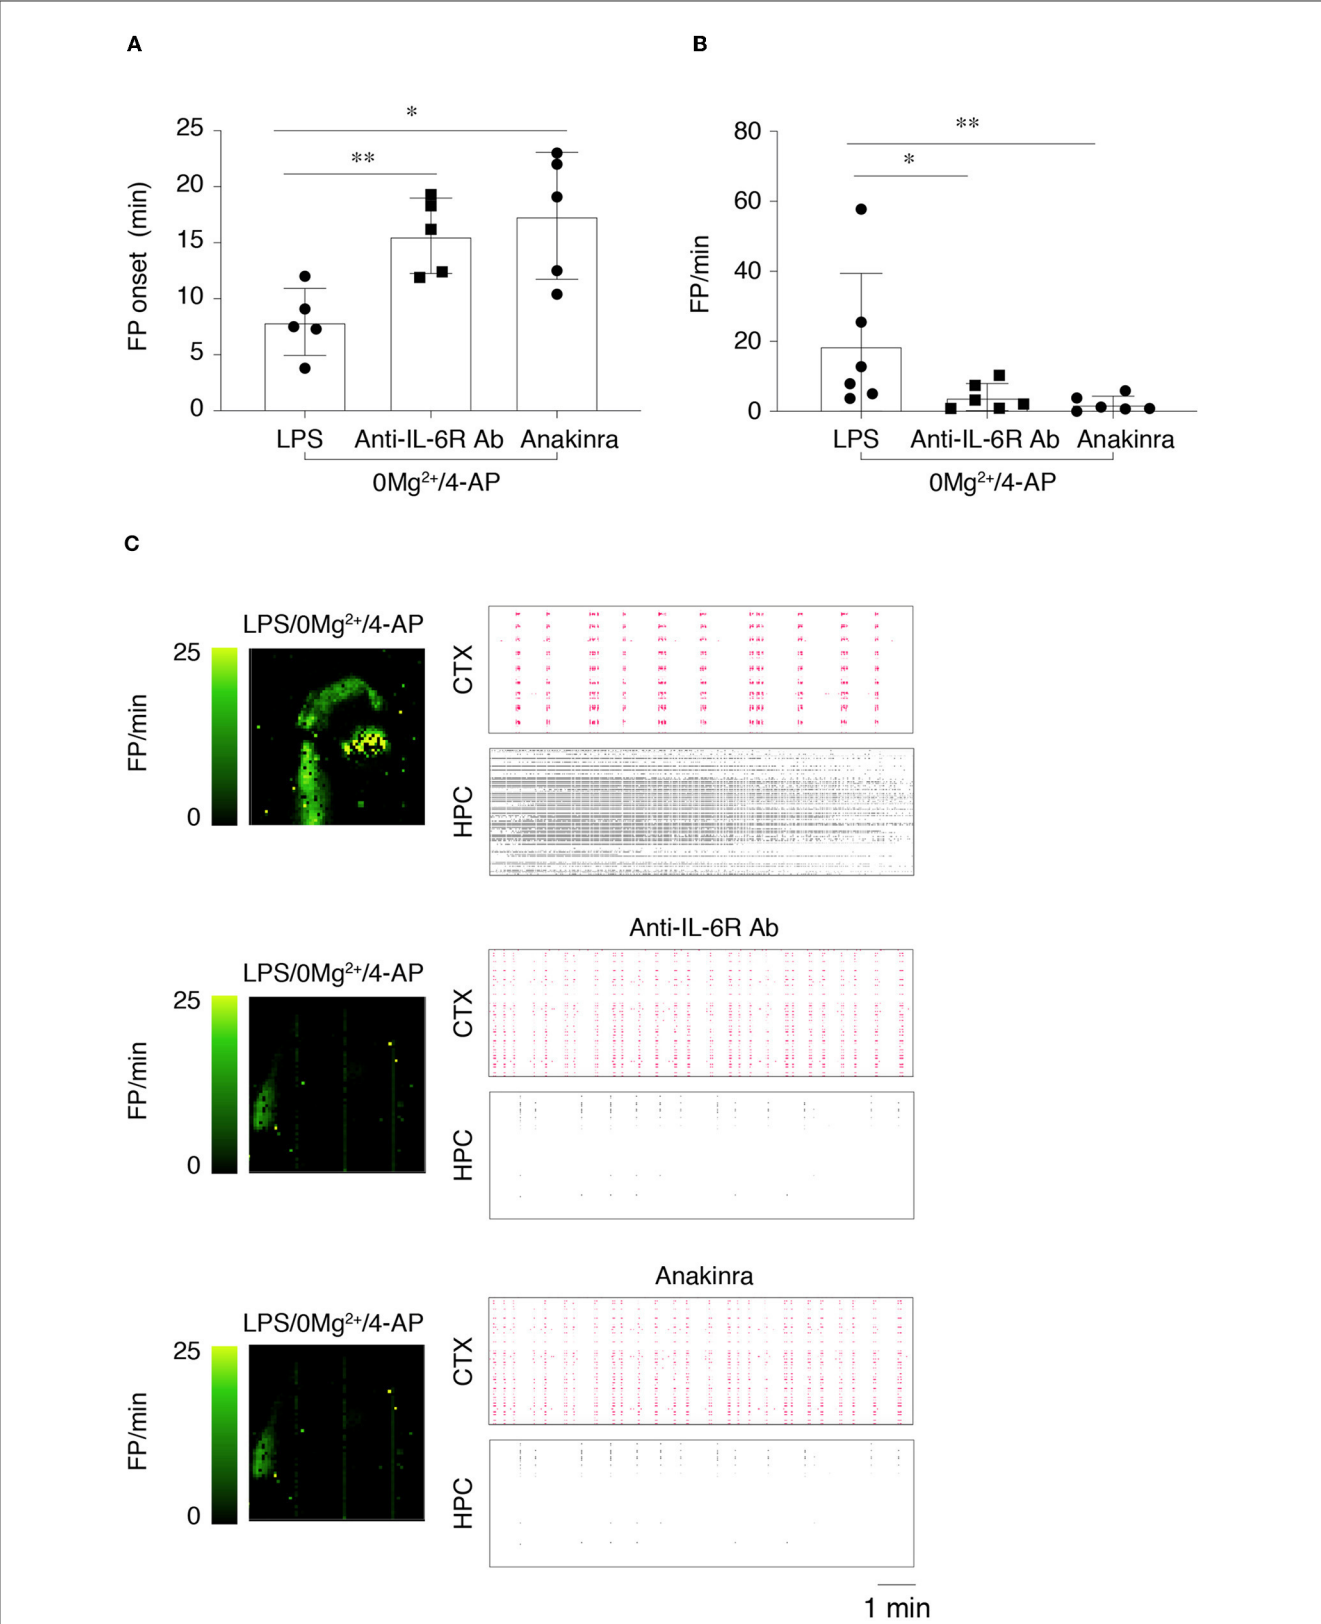 A
FP onset (min)
25
20
15
10
5
0
*
**
LPS
Anti-IL-6R Ab
Anakinra
0Mg²⁺/4-AP
B
FP/min
80
60
40
20
0
**
*
LPS
Anti-IL-6R Ab
Anakinra
0Mg²⁺/4-AP
C
LPS/0Mg²⁺/4-AP
25
FP/min
0
CTX
HPC
Anti-IL-6R Ab
LPS/0Mg²⁺/4-AP
25
FP/min
0
CTX
HPC
Anakinra
LPS/0Mg²⁺/4-AP
25
FP/min
0
CTX
HPC
1 min